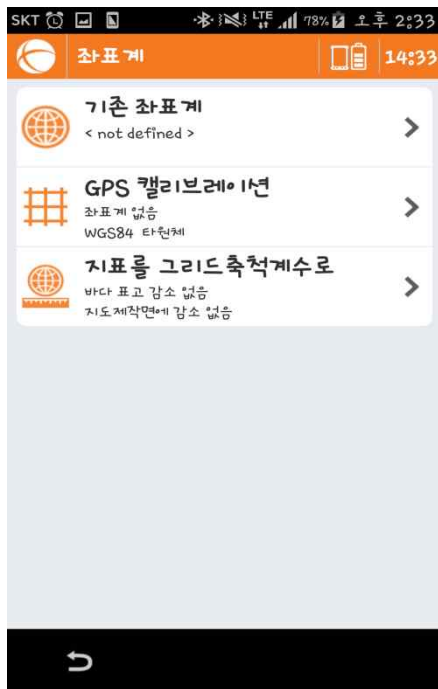 SKT LTE 78% 오후 2:33
좌표계 14:33
기존 좌표계
< not defined >
GPS 캘리브레이션
좌표계 없음
WGS84 타원체
지표를 그리드축척계수로
바다 표고 감소 없음
지도제작면에 감소 없음